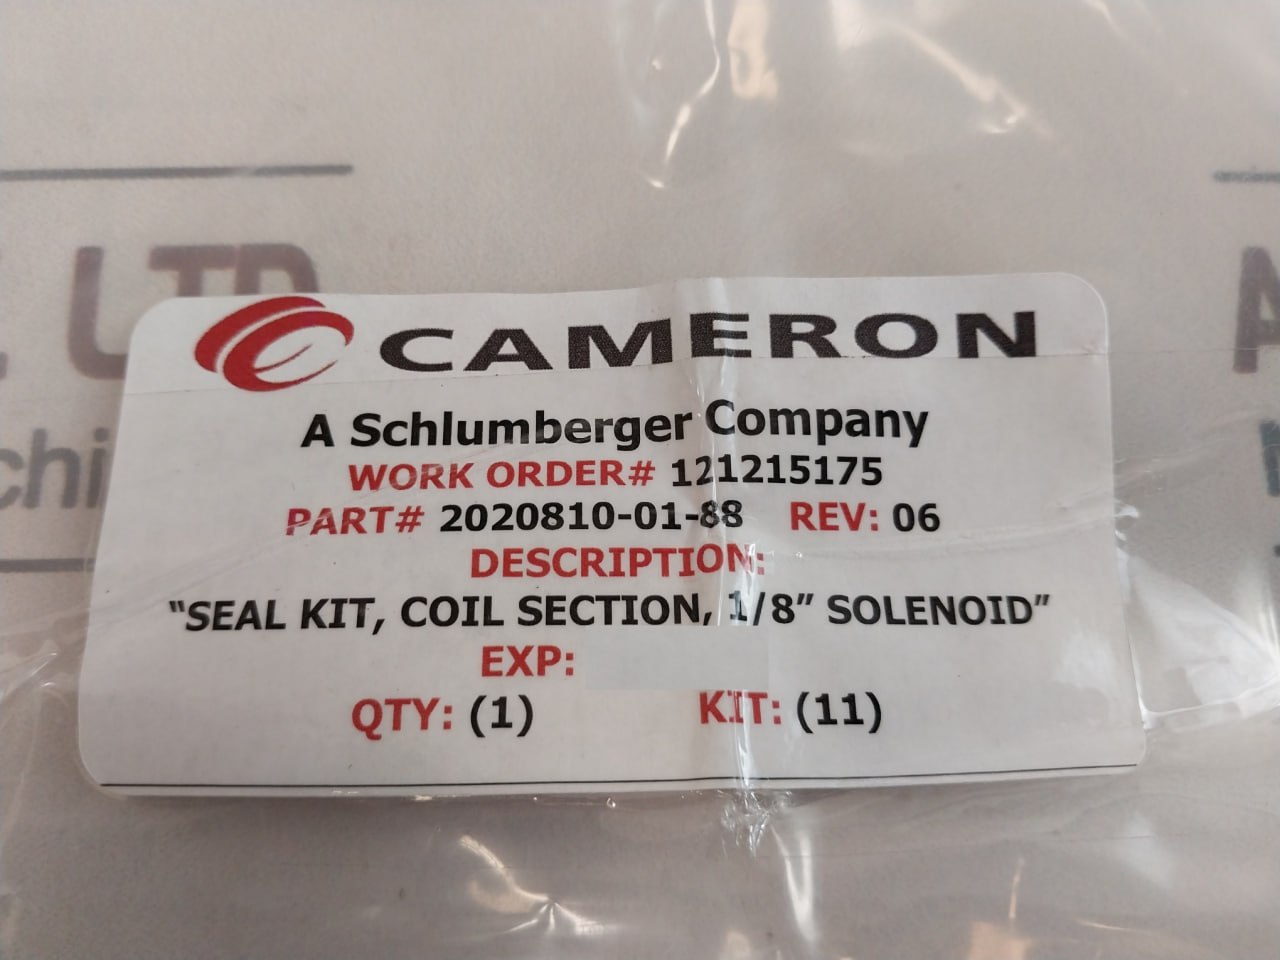 LTD
CAMERON
A Schlumberger Company
WORK ORDER# 121215175
PART# 2020810-01-88 REV: 06
DESCRIPTION:
“SEAL KIT, COIL SECTION, 1/8” SOLENOID”
EXP:
QTY: (1) KIT: (11)